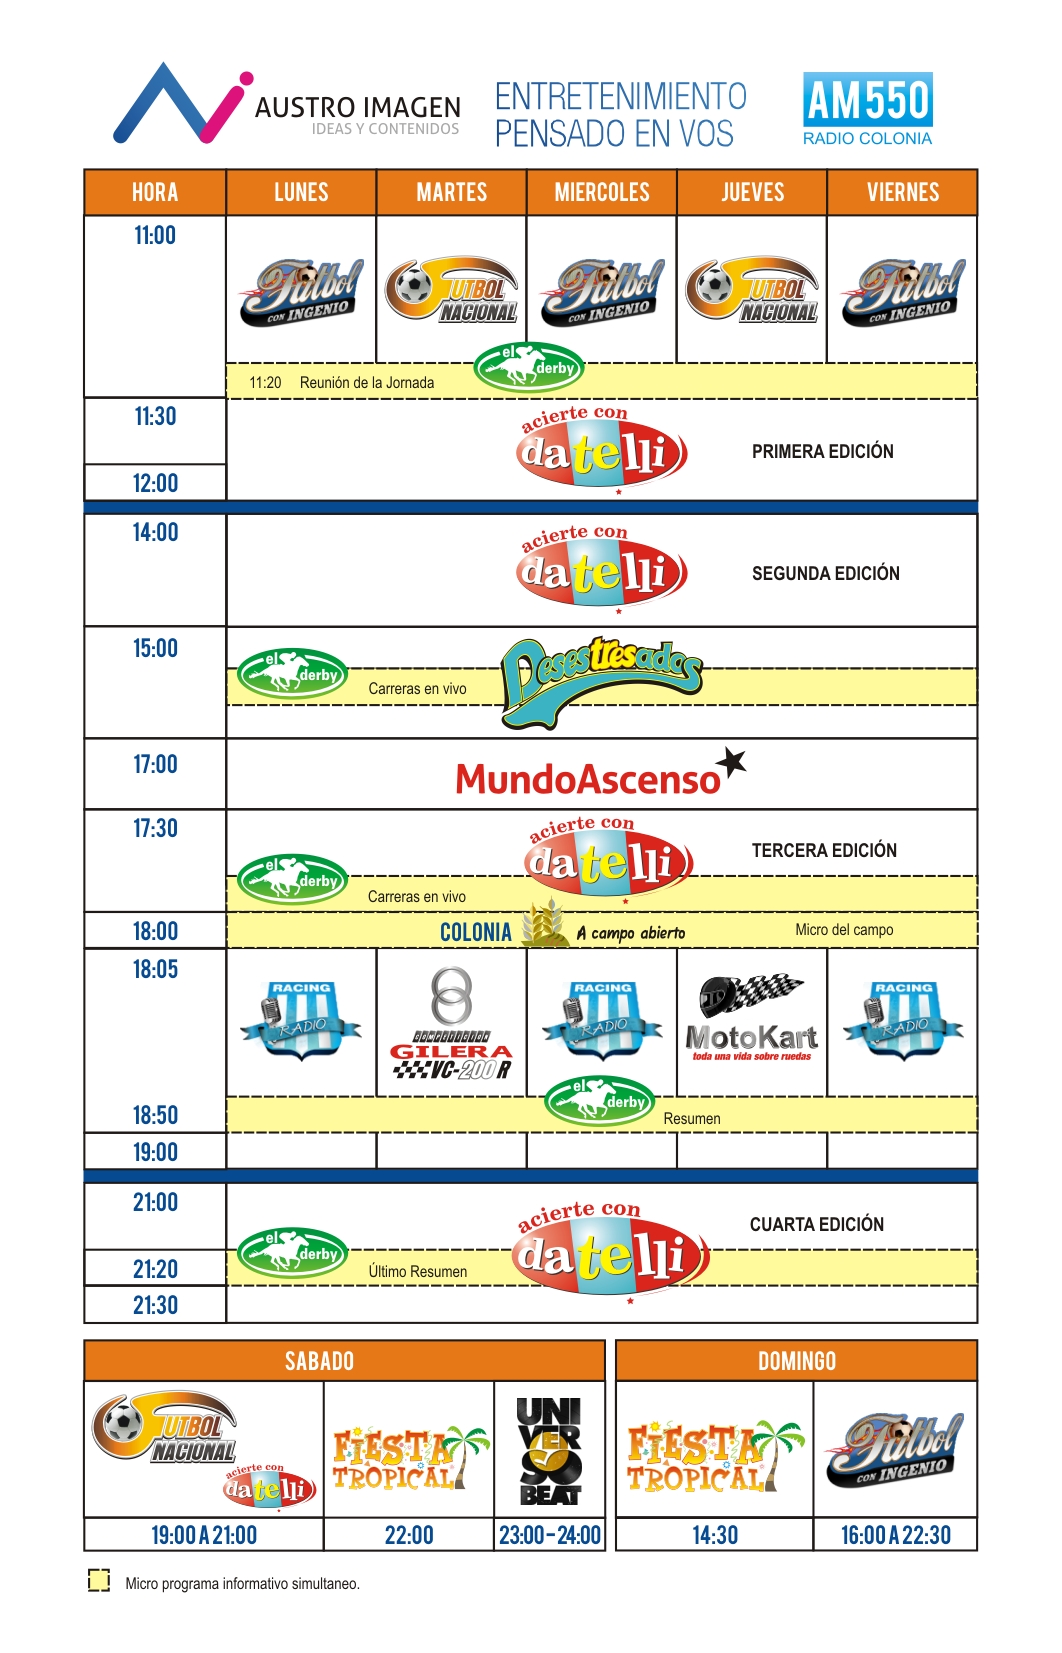 AUSTRO IMAGEN
IDEAS Y CONTENIDOS
ENTRETENIMIENTO
PENSADO EN VOS
AM550
RADIO COLONIA
HORA LUNES MARTES MIERCOLES JUEVES VIERNES
11:00
Fútbol CON INGENIO
FUTBOL NACIONAL
Fútbol CON INGENIO
FUTBOL NACIONAL
Fútbol CON INGENIO
11:20 Reunión de la Jornada
el derby
11:30
acierte con
datelli
PRIMERA EDICIÓN
12:00
14:00
acierte con
datelli
SEGUNDA EDICIÓN
15:00
el derby
Carreras en vivo
Desestresados
17:00
MundoAscenso
17:30
acierte con
datelli
TERCERA EDICIÓN
el derby
Carreras en vivo
18:00 COLONIA A campo abierto Micro del campo
18:05
RACING
RADIO
COMPETICION
GILERA
VC-200R
RACING
RADIO
MotoKart
toda una vida sobre ruedas
RACING
RADIO
18:50
el derby
Resumen
19:00
21:00
acierte con
datelli
CUARTA EDICIÓN
el derby
21:20 Último Resumen
21:30
SABADO
FUTBOL NACIONAL
acierte con
datelli
FIESTA
TROPICAL
UNI
VER
SO
BEAT
19:00 A 21:00 22:00 23:00-24:00
DOMINGO
FIESTA
TROPICAL
Fútbol CON INGENIO
14:30 16:00 A 22:30
Micro programa informativo simultaneo.